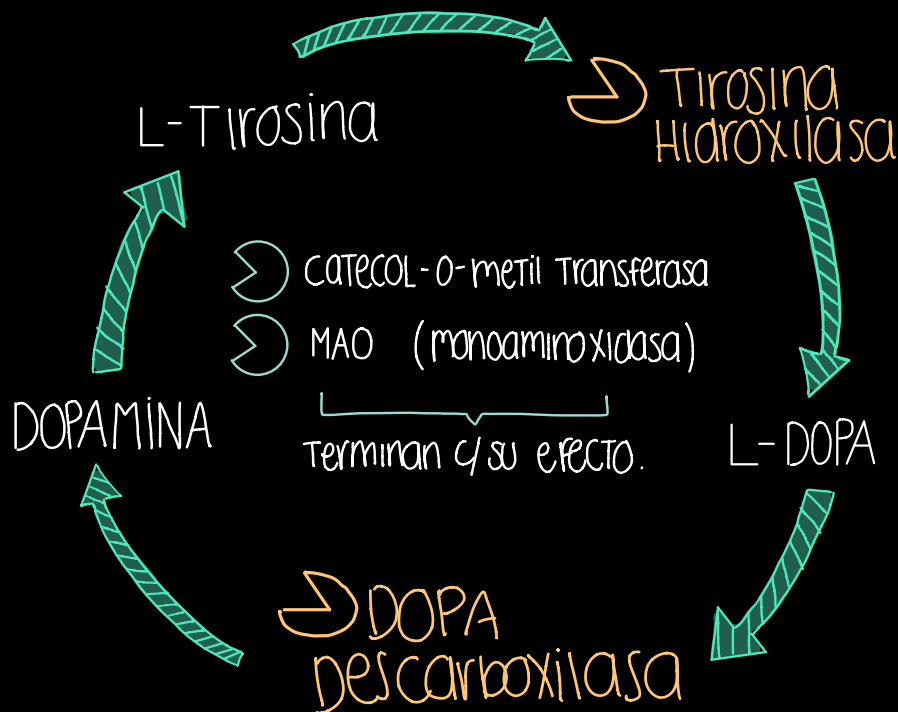 L-Tirosina
Tirosina
Hidroxilasa
CATECOL-O-metil Transferasa
MAO (monoaminoxidasa)
Terminan c/su efecto.
L-DOPA
DOPAMINA
DOPA
Descarboxilasa